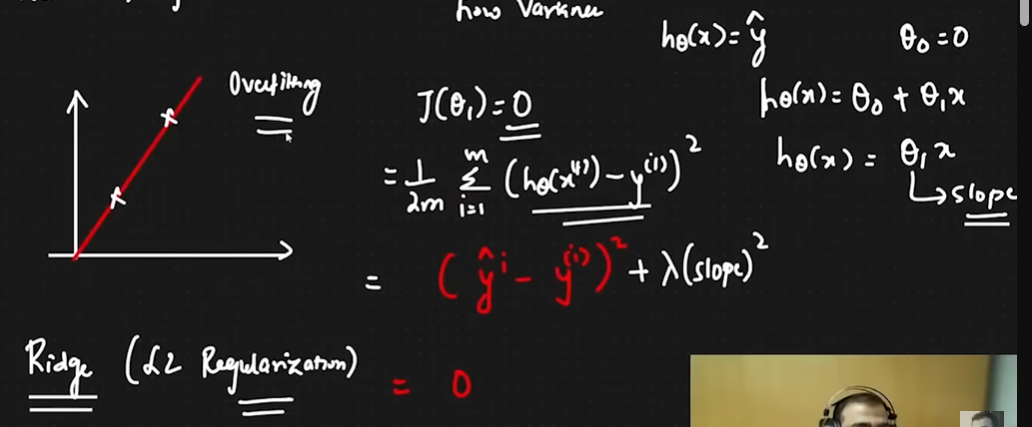 how Variance
hθ(x) = ŷ
θ₀ = 0
Overfitting
J(θ₁) = 0
hθ(x) = θ₀ + θ₁x
= 1/2m Σ i=1 m (hθ(x⁽ⁱ⁾) - y⁽ⁱ⁾)²
hθ(x) = θ₁x
slope
= (ŷⁱ - y⁽ⁱ⁾)² + λ(slope)²
Ridge (L2 Regularization)
= 0